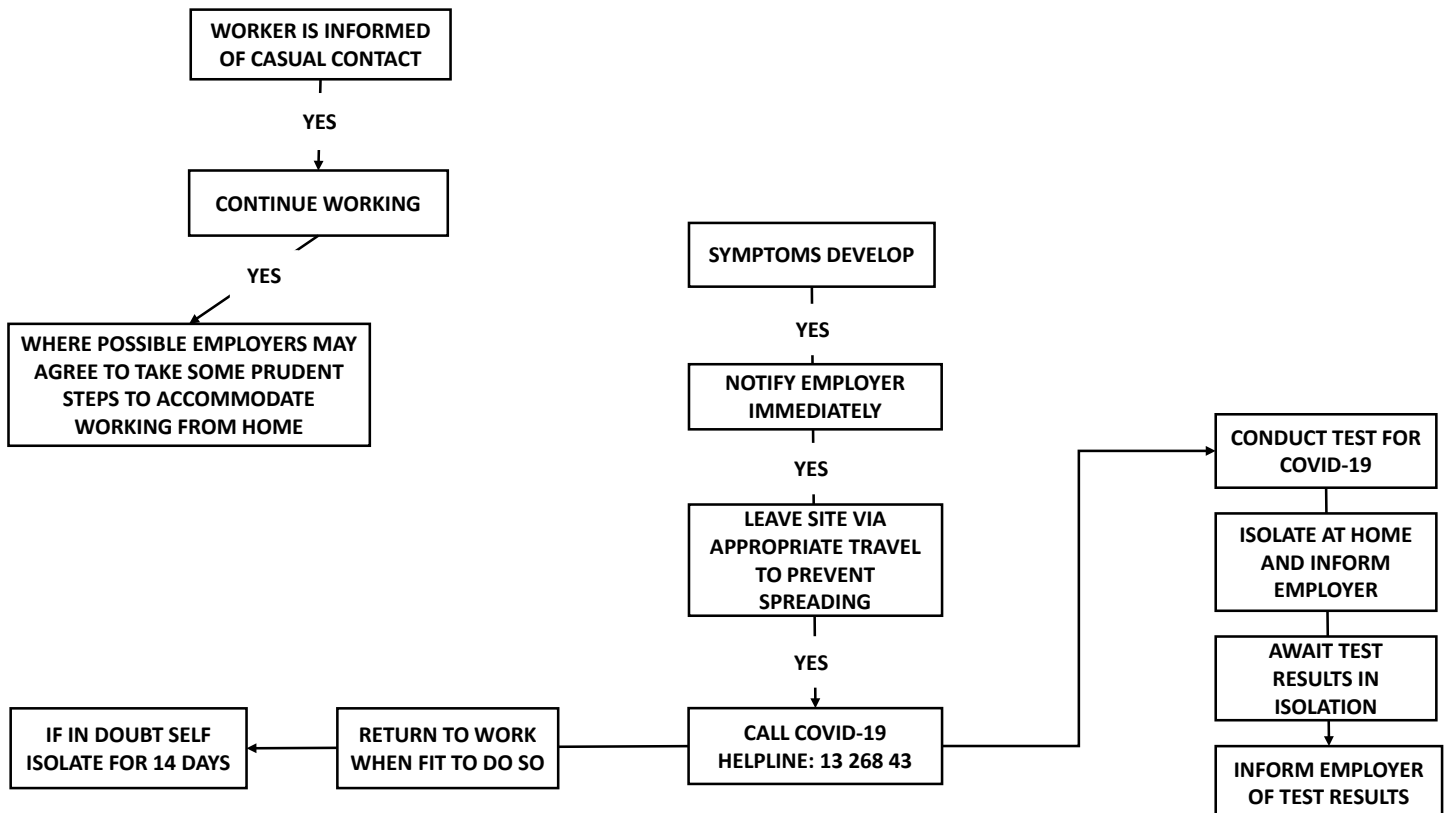 WORKER IS INFORMED
OF CASUAL CONTACT
YES
CONTINUE WORKING
YES
WHERE POSSIBLE EMPLOYERS MAY
AGREE TO TAKE SOME PRUDENT
STEPS TO ACCOMMODATE
WORKING FROM HOME
SYMPTOMS DEVELOP
YES
NOTIFY EMPLOYER
IMMEDIATELY
YES
LEAVE SITE VIA
APPROPRIATE TRAVEL
TO PREVENT
SPREADING
YES
CALL COVID-19
HELPLINE: 13 268 43
RETURN TO WORK
WHEN FIT TO DO SO
IF IN DOUBT SELF
ISOLATE FOR 14 DAYS
CONDUCT TEST FOR
COVID-19
ISOLATE AT HOME
AND INFORM
EMPLOYER
AWAIT TEST
RESULTS IN
ISOLATION
INFORM EMPLOYER
OF TEST RESULTS